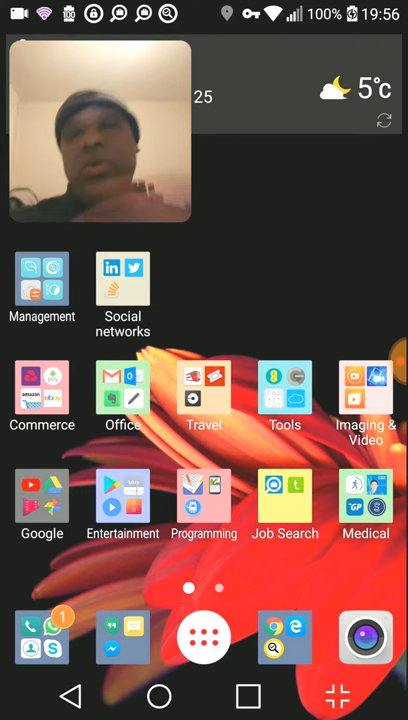 100
100% 19:56
25
5°C
Management
Social
networks
Commerce
Office
Travel
Tools
Imaging &
Video
Google
Entertainment
Programming
Job Search
Medical
1